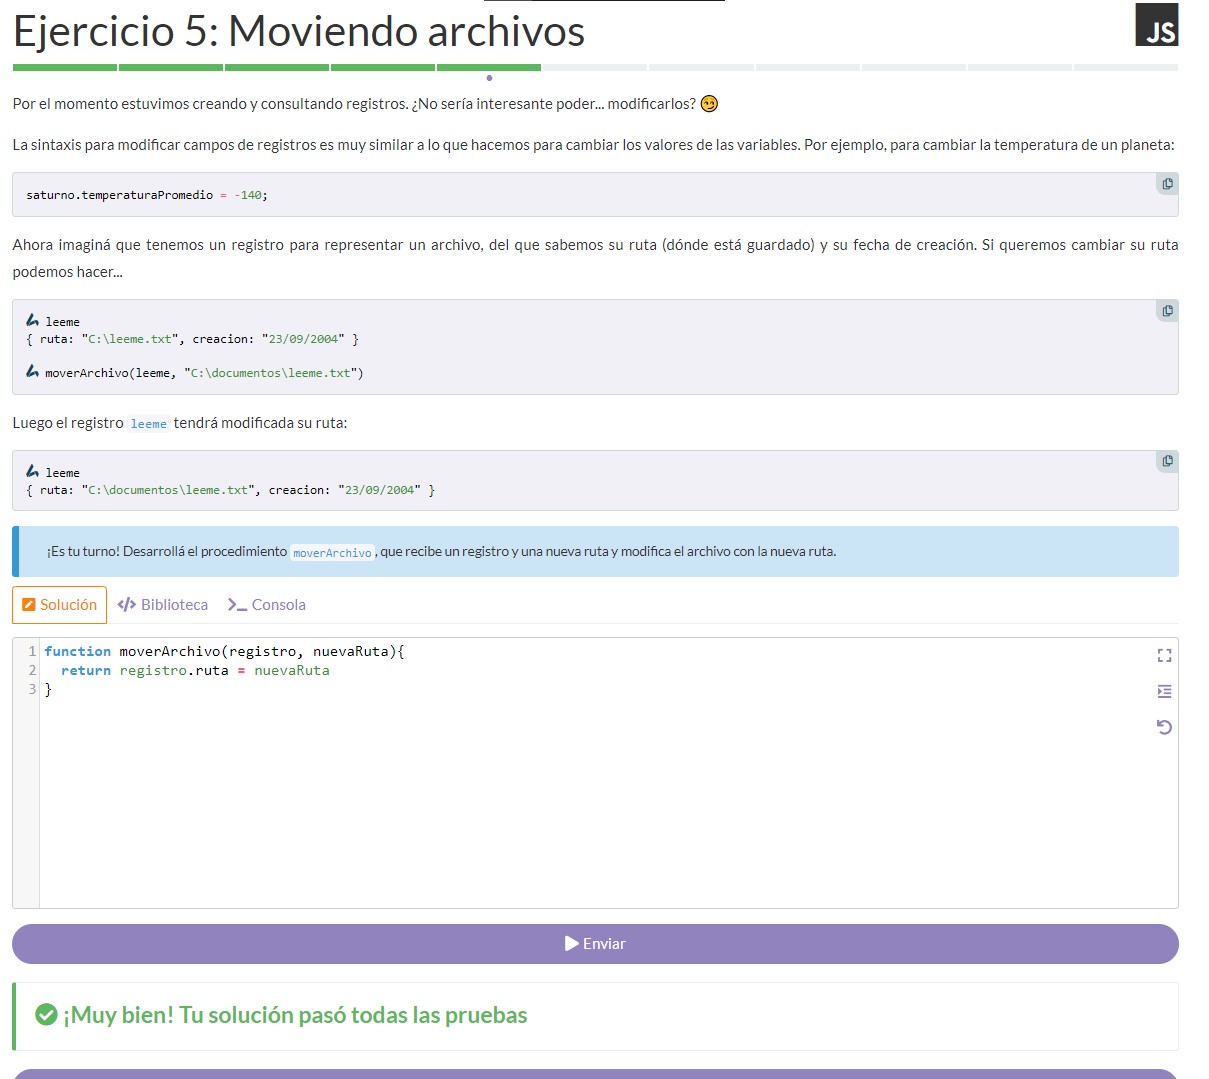 Ejercicio 5: Moviendo archivos
JS
Por el momento estuvimos creando y consultando registros. ¿No sería interesante poder... modificarlos? 😏
La sintaxis para modificar campos de registros es muy similar a lo que hacemos para cambiar los valores de las variables. Por ejemplo, para cambiar la temperatura de un planeta:
saturno.temperaturaPromedio = -140;
Ahora imaginá que tenemos un registro para representar un archivo, del que sabemos su ruta (dónde está guardado) y su fecha de creación. Si queremos cambiar su ruta
podemos hacer...
leeme
{ ruta: "C:\leeme.txt", creacion: "23/09/2004" }
moverArchivo(leeme, "C:\documentos\leeme.txt")
Luego el registro leeme tendrá modificada su ruta:
leeme
{ ruta: "C:\documentos\leeme.txt", creacion: "23/09/2004" }
¡Es tu turno! Desarrollá el procedimiento moverArchivo, que recibe un registro y una nueva ruta y modifica el archivo con la nueva ruta.
Solución </> Biblioteca >_ Consola
1 function moverArchivo(registro, nuevaRuta){
2 return registro.ruta = nuevaRuta
3 }
Enviar
¡Muy bien! Tu solución pasó todas las pruebas